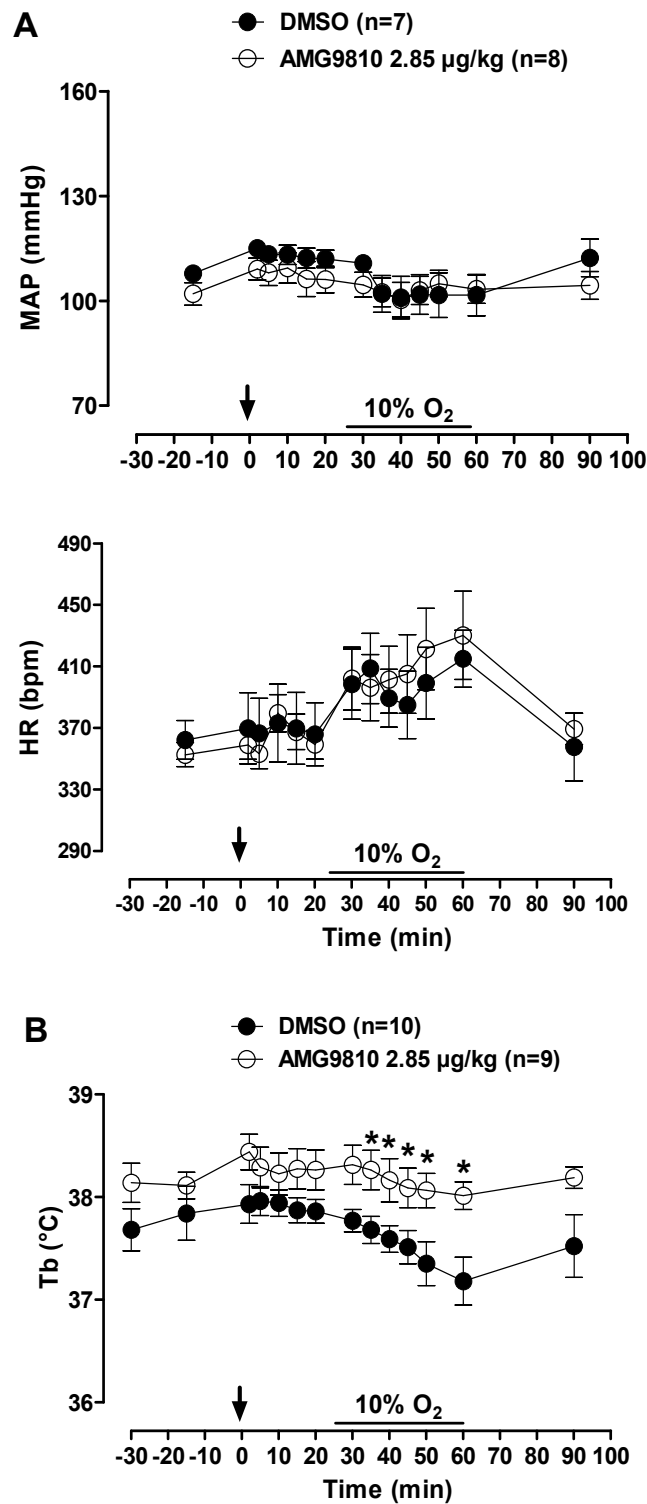 A
DMSO (n=7)
AMG9810 2.85 µg/kg (n=8)
160
130
100
70
MAP (mmHg)
10% O2
-30 -20 -10 0 10 20 30 40 50 60 70 80 90 100
490
450
410
370
330
290
HR (bpm)
10% O2
-30 -20 -10 0 10 20 30 40 50 60 70 80 90 100
Time (min)
B
DMSO (n=10)
AMG9810 2.85 µg/kg (n=9)
39
38
37
36
Tb (°C)
* * * * *
10% O2
-30 -20 -10 0 10 20 30 40 50 60 70 80 90 100
Time (min)